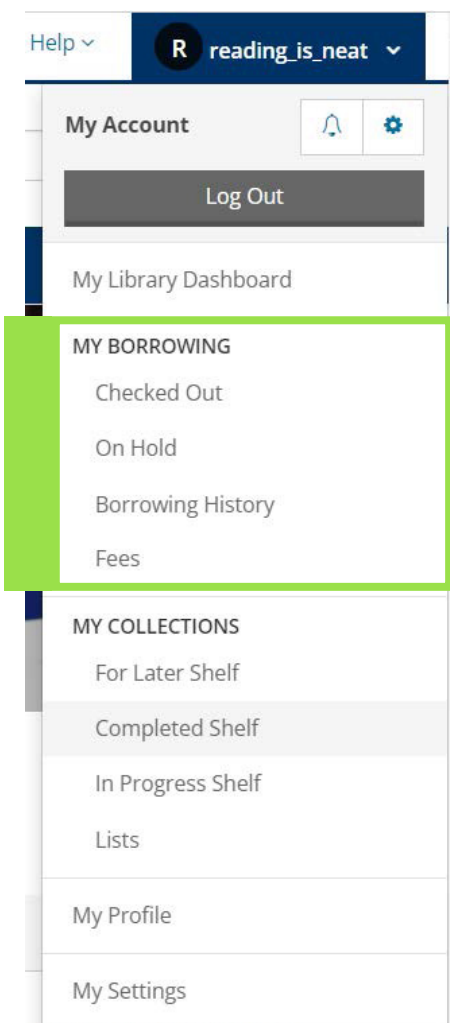 Help
R reading_is_neat
My Account
Log Out
My Library Dashboard
MY BORROWING
Checked Out
On Hold
Borrowing History
Fees
MY COLLECTIONS
For Later Shelf
Completed Shelf
In Progress Shelf
Lists
My Profile
My Settings